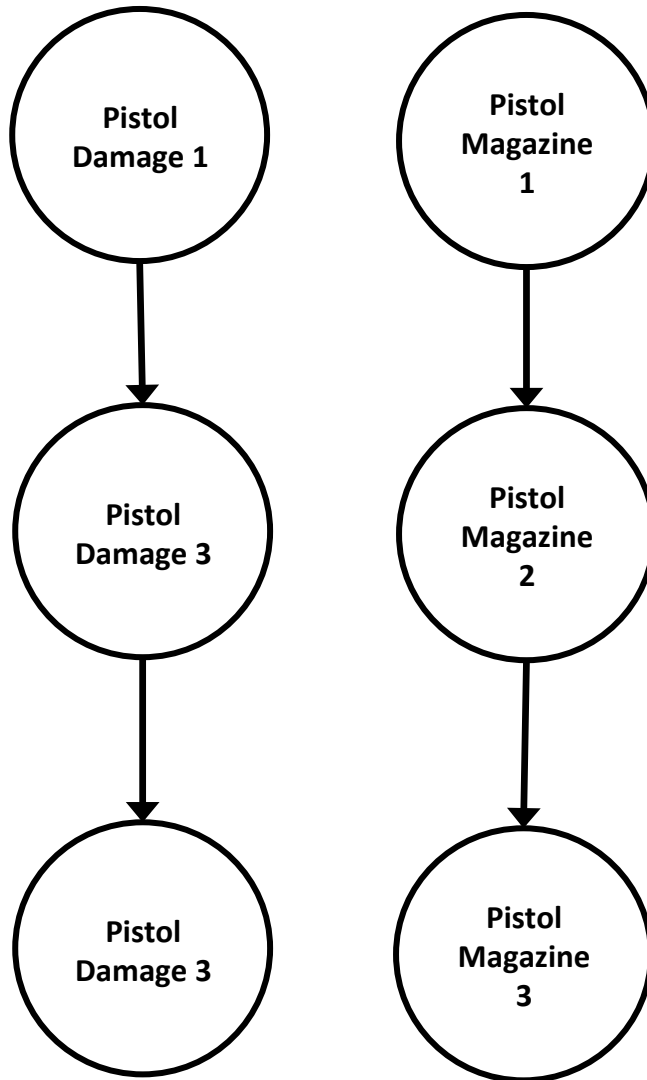 Pistol
Damage 1
Pistol
Magazine
1
Pistol
Damage 3
Pistol
Magazine
2
Pistol
Damage 3
Pistol
Magazine
3